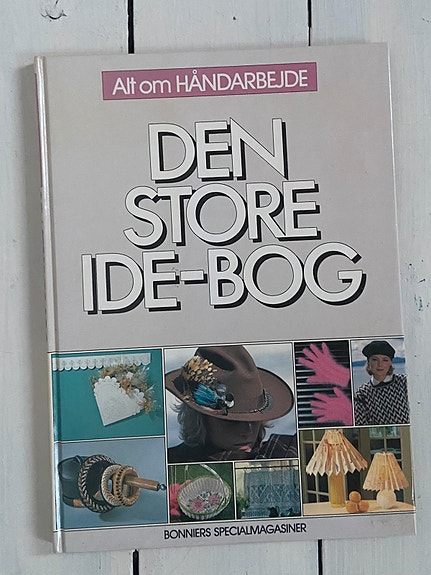 Alt om HÅNDARBEJDE
DEN
STORE
IDE-BOG
BONNIERS SPECIALMAGASINER